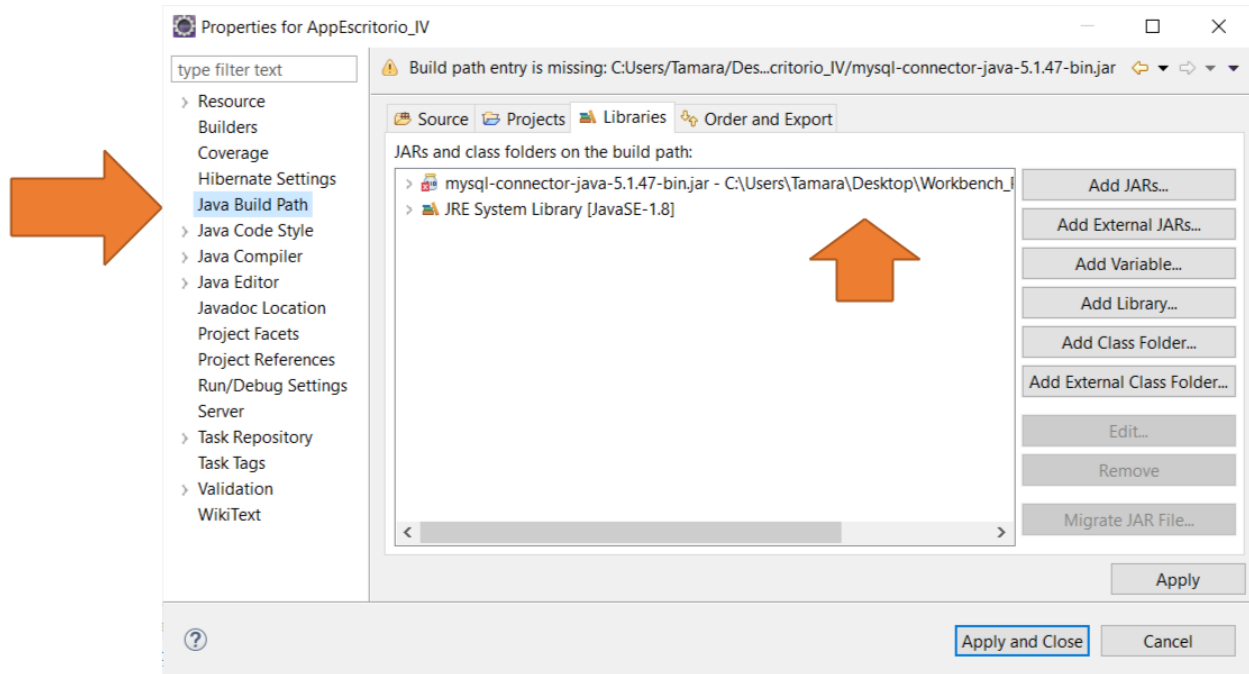 Properties for AppEscritorio_IV
type filter text
Build path entry is missing: C:Users/Tamara/Des...critorio_IV/mysql-connector-java-5.1.47-bin.jar
Resource
Builders
Coverage
Hibernate Settings
Java Build Path
Java Code Style
Java Compiler
Java Editor
Javadoc Location
Project Facets
Project References
Run/Debug Settings
Server
Task Repository
Task Tags
Validation
WikiText
Source Projects Libraries Order and Export
JARs and class folders on the build path:
mysql-connector-java-5.1.47-bin.jar - C:\Users\Tamara\Desktop\Workbench_
JRE System Library [JavaSE-1.8]
Add JARs...
Add External JARs...
Add Variable...
Add Library...
Add Class Folder...
Add External Class Folder...
Edit...
Remove
Migrate JAR File...
Apply
?
Apply and Close
Cancel